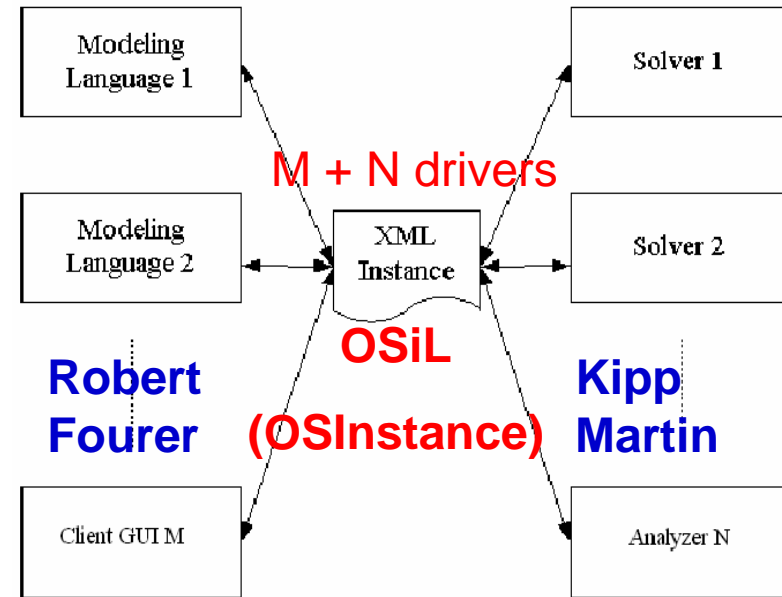 Modeling
Language 1
Solver 1
M + N drivers
Modeling
Language 2
XML
Instance
Solver 2
OSiL
(OSInstance)
Robert
Fourer
Kipp
Martin
Client GUI M
Analyzer N